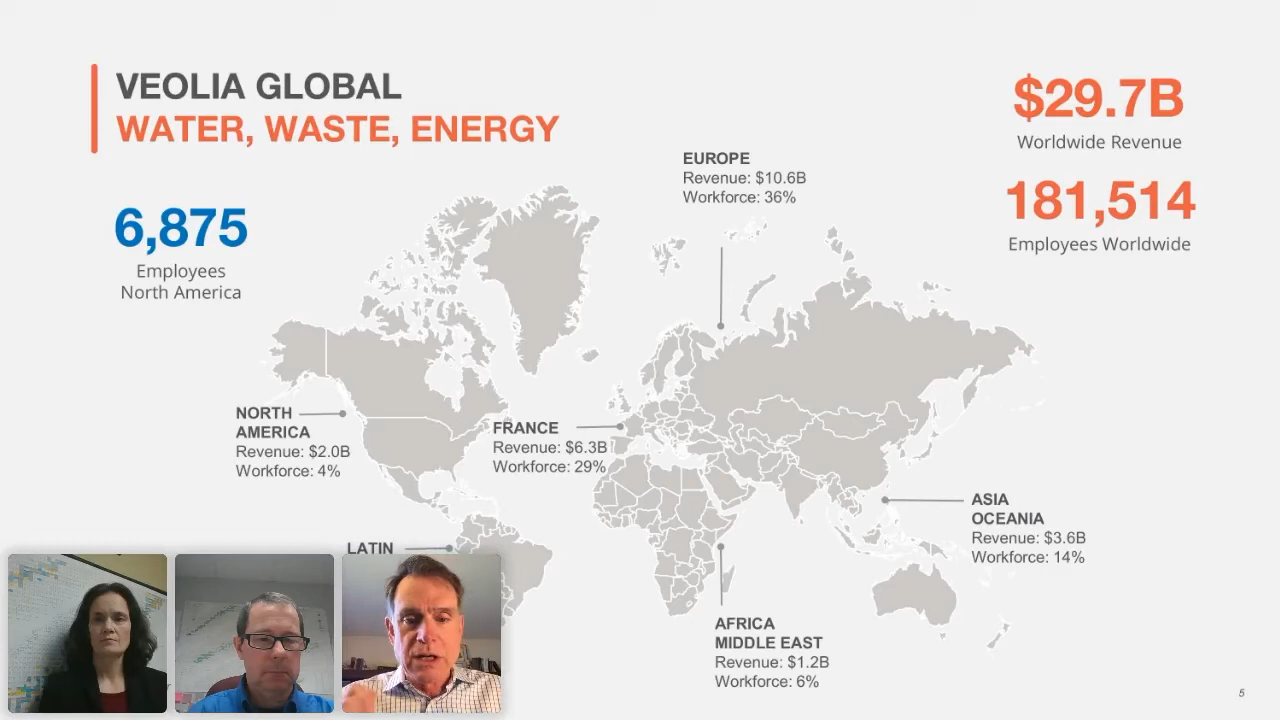 VEOLIA GLOBAL
WATER, WASTE, ENERGY
$29.7B
Worldwide Revenue
181,514
Employees Worldwide
6,875
Employees
North America
EUROPE
Revenue: $10.6B
Workforce: 36%
NORTH
AMERICA
Revenue: $2.0B
Workforce: 4%
FRANCE
Revenue: $6.3B
Workforce: 29%
ASIA
OCEANIA
Revenue: $3.6B
Workforce: 14%
LATIN
AFRICA
MIDDLE EAST
Revenue: $1.2B
Workforce: 6%
5